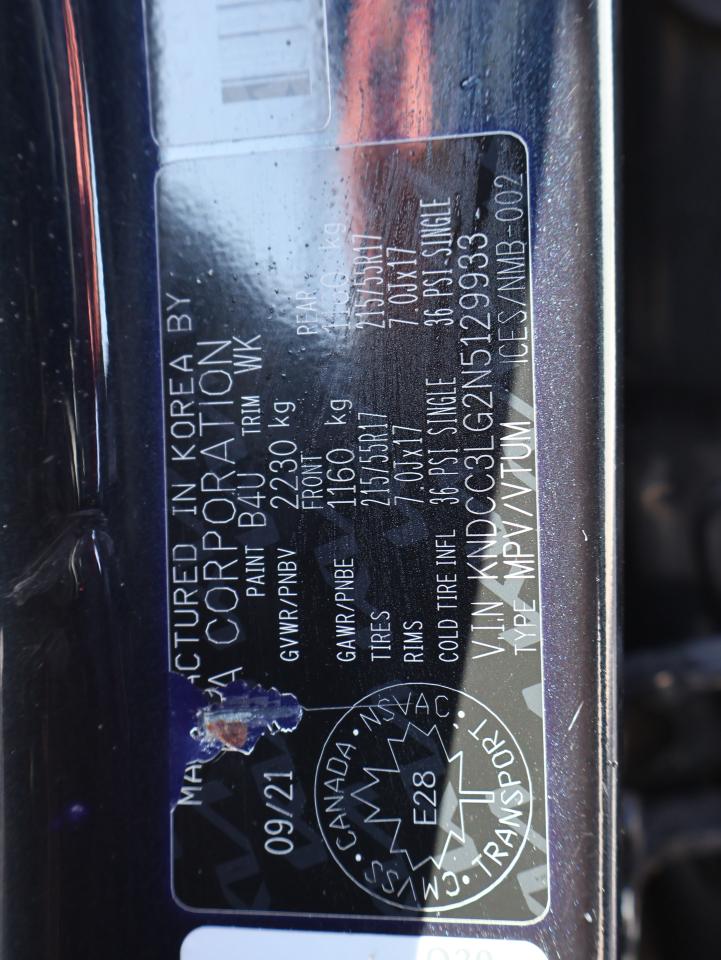 ACTURED IN KOREA BY
A CORPORATION
09/21
PAINT B4U TRIM WK
GVWR/PNBV 2230 kg
FRONT REAR
GAWR/PNBE 1160 kg kg
TIRES 215/55R17 215/55R17
RIMS 7.0JX17 7.0JX17
COLD TIRE INFL 36 PSI SINGLE 36 PSI SINGLE
V.I.N KNDCC3LG2N5129933
TYPE MPV/VTUM ICES/NMB-002
CANADA • NSVAC • TRANSPORT • CMVSS •
E28